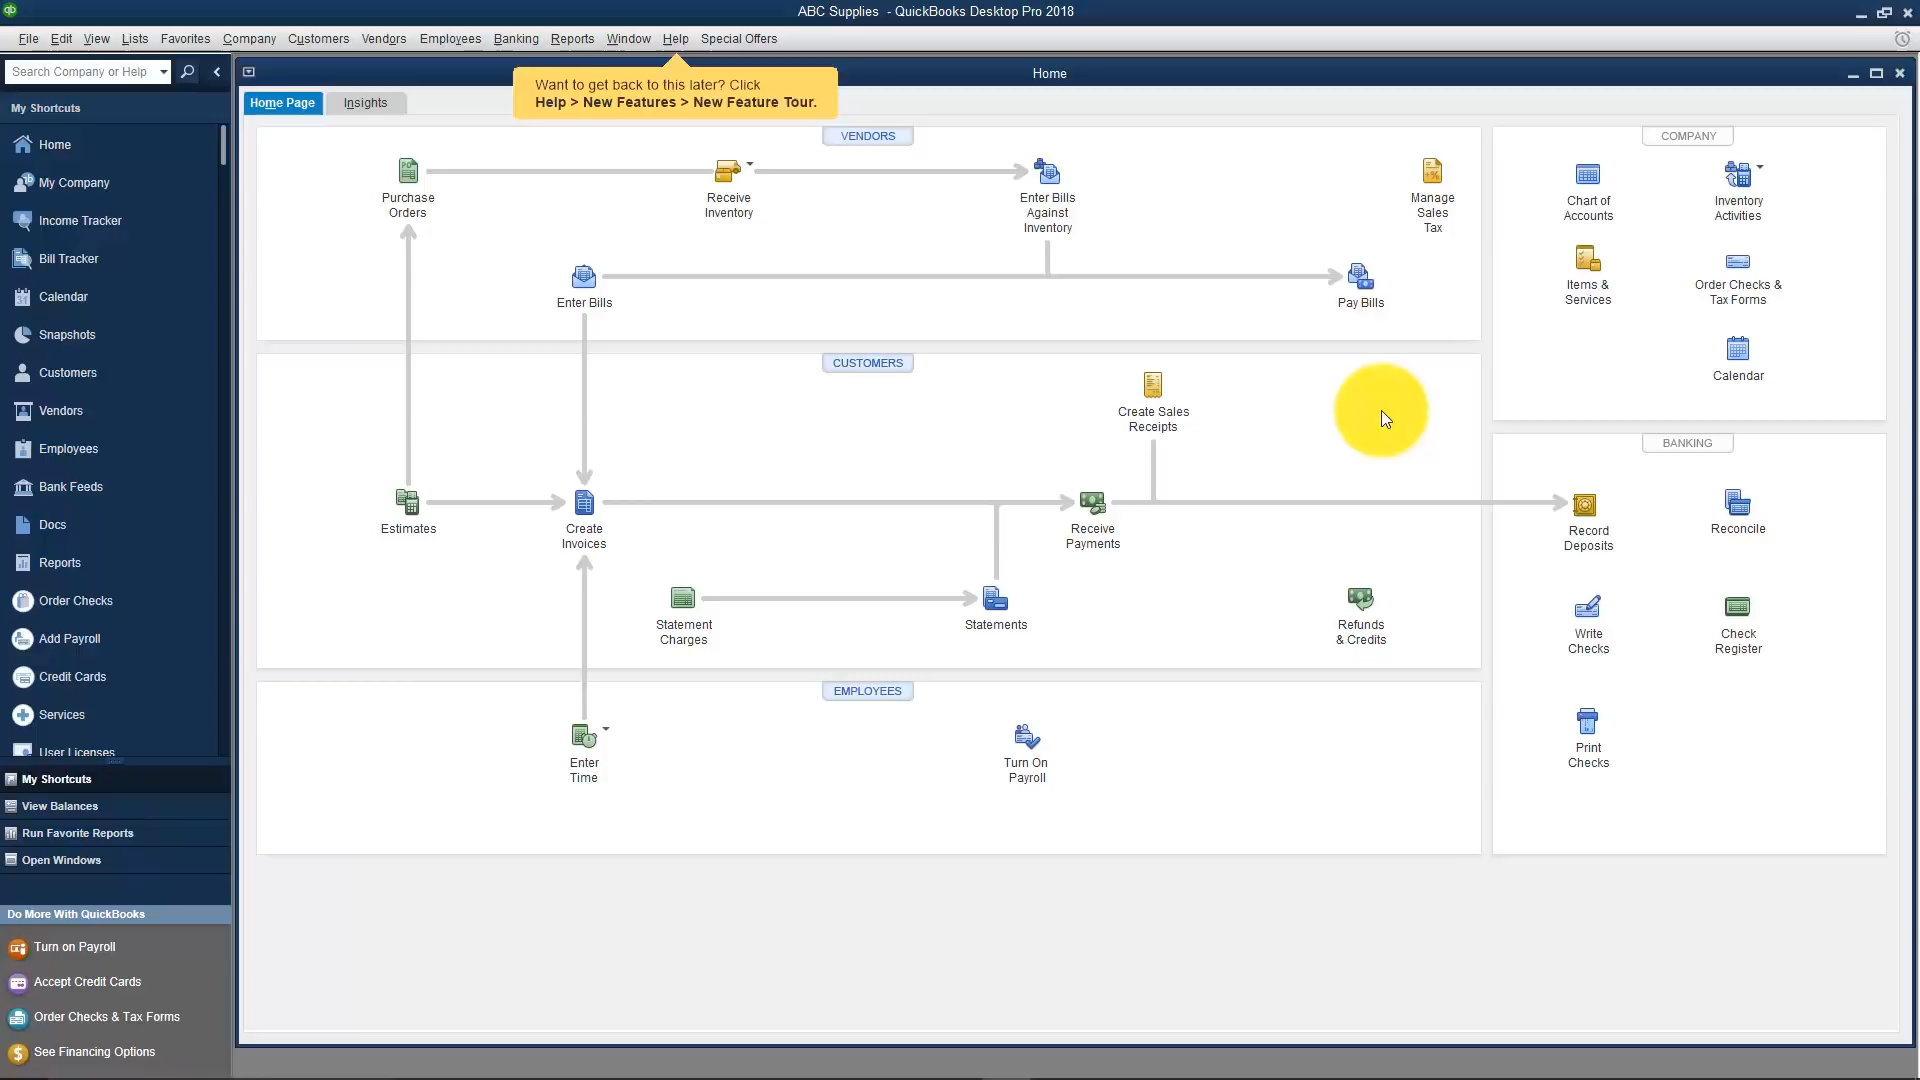 ABC Supplies - QuickBooks Desktop Pro 2018
File Edit View Lists Favorites Company Customers Vendors Employees Banking Reports Window Help Special Offers
Search Company or Help
Home
Want to get back to this later? Click
Help > New Features > New Feature Tour.
My Shortcuts
Home
My Company
Income Tracker
Bill Tracker
Calendar
Snapshots
Customers
Vendors
Employees
Bank Feeds
Docs
Reports
Order Checks
Add Payroll
Credit Cards
Services
User Licenses
My Shortcuts
View Balances
Run Favorite Reports
Open Windows
Do More With QuickBooks
Turn on Payroll
Accept Credit Cards
Order Checks & Tax Forms
See Financing Options
Home Page
Insights
VENDORS
Purchase
Orders
Receive
Inventory
Enter Bills
Against
Inventory
Manage
Sales
Tax
Enter Bills
Pay Bills
CUSTOMERS
Create Sales
Receipts
Estimates
Create
Invoices
Receive
Payments
Statement
Charges
Statements
Refunds
& Credits
EMPLOYEES
Enter
Time
Turn On
Payroll
COMPANY
Chart of
Accounts
Inventory
Activities
Items &
Services
Order Checks &
Tax Forms
Calendar
BANKING
Record
Deposits
Reconcile
Write
Checks
Check
Register
Print
Checks